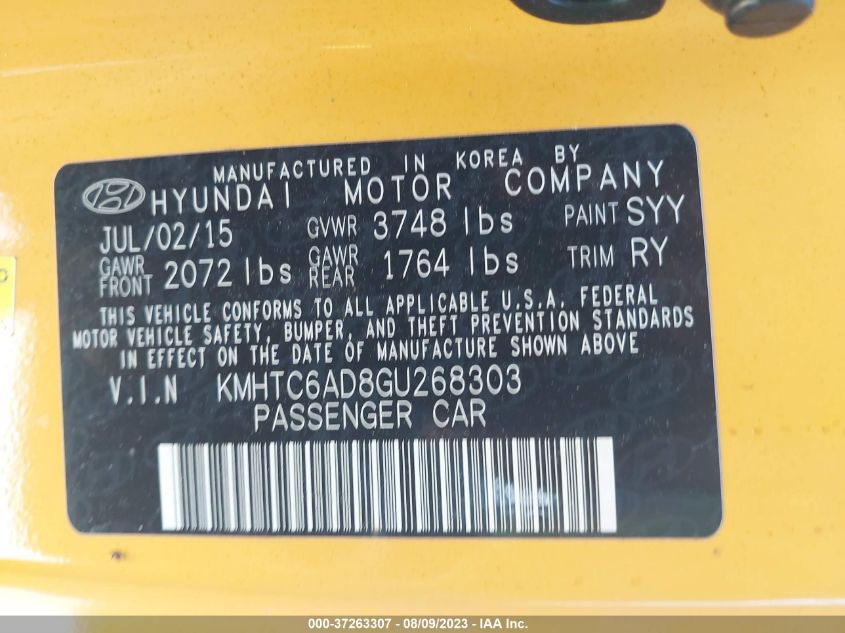 MANUFACTURED IN KOREA BY
HYUNDAI MOTOR COMPANY
JUL/02/15 GVWR 3748 lbs PAINT SYY
GAWR FRONT 2072 lbs GAWR REAR 1764 lbs TRIM RY
THIS VEHICLE CONFORMS TO ALL APPLICABLE U.S.A. FEDERAL
MOTOR VEHICLE SAFETY, BUMPER, AND THEFT PREVENTION STANDARDS
IN EFFECT ON THE DATE OF MANUFACTURE SHOWN ABOVE
V.I.N KMHTC6AD8GU268303
PASSENGER CAR
000-37263307 - 08/09/2023 - IAA Inc.